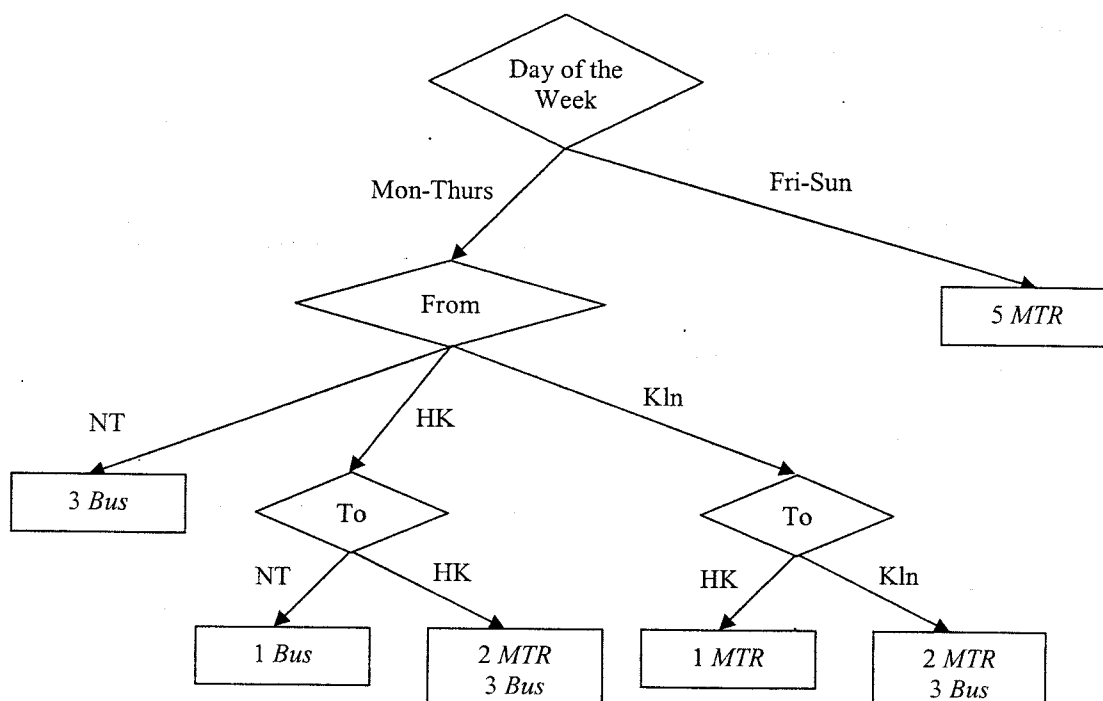 Day of the
Week
Mon-Thurs
Fri-Sun
From
5 MTR
NT
HK
Kln
3 Bus
To
To
NT
HK
HK
Kln
1 Bus
2 MTR
3 Bus
1 MTR
2 MTR
3 Bus